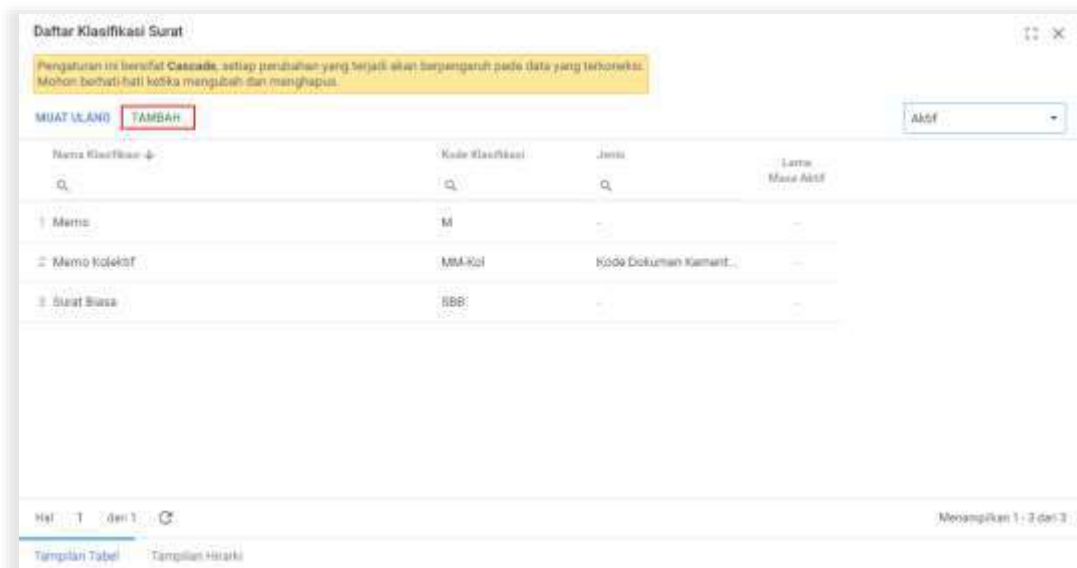 Daftar Klasifikasi Surat
Pengaturan ini bersifat Cascade, setiap perubahan yang terjadi akan berpengaruh pada data yang terkoneksi.
Mohon berhati-hati ketika mengubah dan menghapus.
MUAT ULANG TAMBAH Aktif
Nama Klasifikasi Kode Klasifikasi Jenis Lama
Masa Aktif
1 Memo M - -
2 Memo Kolektif MM-Kol Kode Dokumen Kement... -
3 Surat Biasa SBB - -
Hal 1 dari 1 Menampilkan 1 - 3 dari 3
Tampilan Tabel Tampilan Hirarki